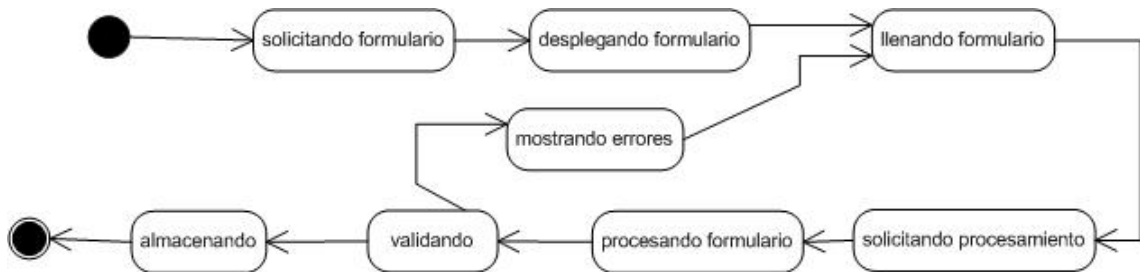 solicitando formulario
desplegando formulario
llenando formulario
mostrando errores
almacenando
validando
procesando formulario
solicitando procesamiento